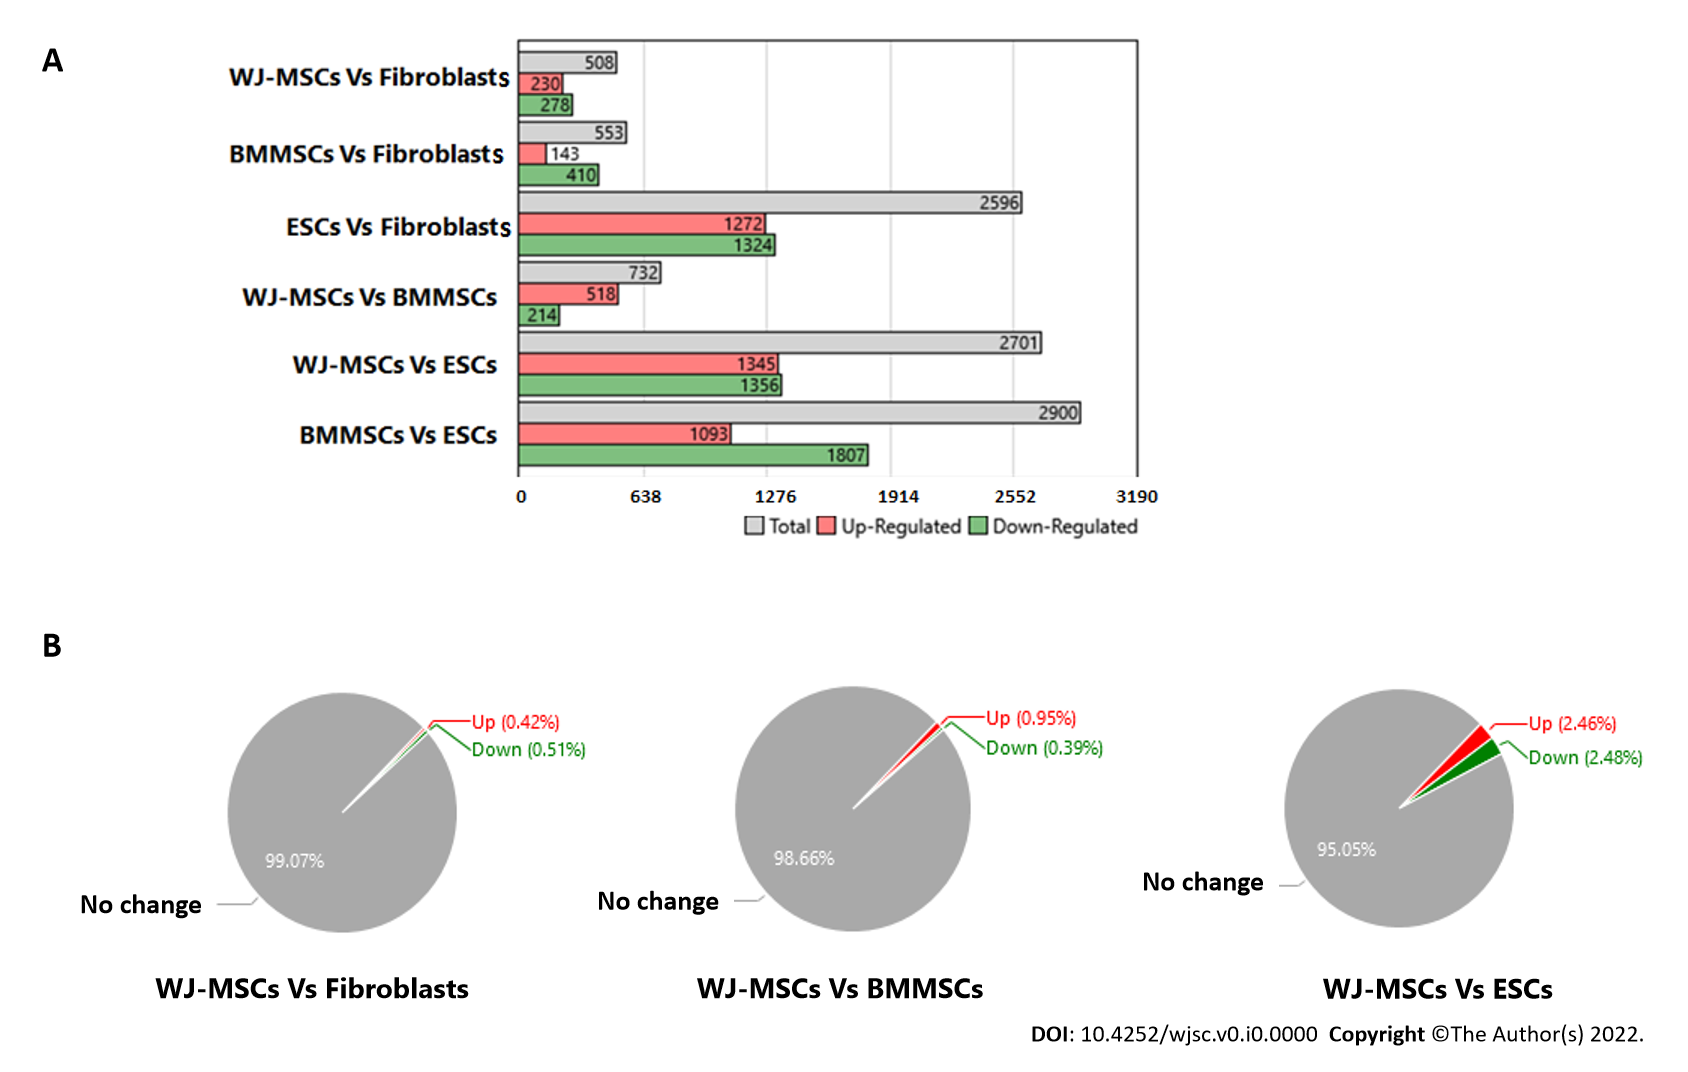 A
WJ-MSCs Vs Fibroblasts
508
230
278
BMMSCs Vs Fibroblasts
553
143
410
ESCs Vs Fibroblasts
2596
1272
1324
WJ-MSCs Vs BMMSCs
732
518
214
WJ-MSCs Vs ESCs
2701
1345
1356
BMMSCs Vs ESCs
2900
1093
1807
0 638 1276 1914 2552 3190
Total Up-Regulated Down-Regulated
B
Up (0.42%)
Down (0.51%)
99.07%
No change
WJ-MSCs Vs Fibroblasts
Up (0.95%)
Down (0.39%)
98.66%
No change
WJ-MSCs Vs BMMSCs
Up (2.46%)
Down (2.48%)
95.05%
No change
WJ-MSCs Vs ESCs
DOI: 10.4252/wjsc.v0.i0.0000 Copyright ©The Author(s) 2022.